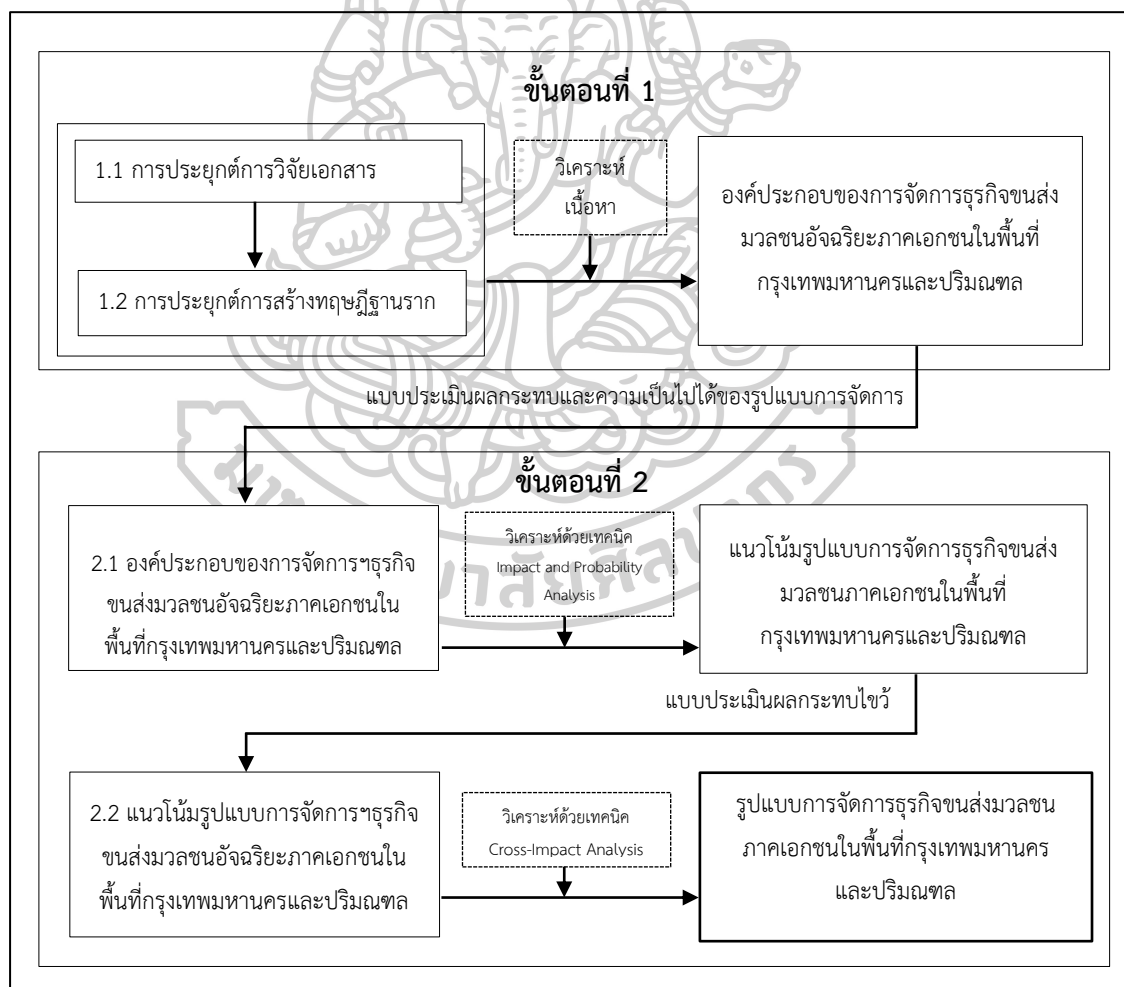 ขั้นตอนที่ 1
1.1 การประยุกต์การวิจัยเอกสาร
1.2 การประยุกต์การสร้างทฤษฎีฐานราก
วิเคราะห์
เนื้อหา
องค์ประกอบของการจัดการธุรกิจขนส่ง
มวลชนอัจฉริยะภาคเอกชนในพื้นที่
กรุงเทพมหานครและปริมณฑล
แบบประเมินผลกระทบและความเป็นไปได้ของรูปแบบการจัดการ
ขั้นตอนที่ 2
2.1 องค์ประกอบของการจัดการฯธุรกิจ
ขนส่งมวลชนอัจฉริยะภาคเอกชนใน
พื้นที่กรุงเทพมหานครและปริมณฑล
วิเคราะห์ด้วยเทคนิค
Impact and Probability
Analysis
แนวโน้มรูปแบบการจัดการธุรกิจขนส่ง
มวลชนภาคเอกชนในพื้นที่
กรุงเทพมหานครและปริมณฑล
แบบประเมินผลกระทบไขว้
2.2 แนวโน้มรูปแบบการจัดการฯธุรกิจ
ขนส่งมวลชนอัจฉริยะภาคเอกชนใน
พื้นที่กรุงเทพมหานครและปริมณฑล
วิเคราะห์ด้วยเทคนิค
Cross-Impact Analysis
รูปแบบการจัดการธุรกิจขนส่งมวลชน
ภาคเอกชนในพื้นที่กรุงเทพมหานคร
และปริมณฑล